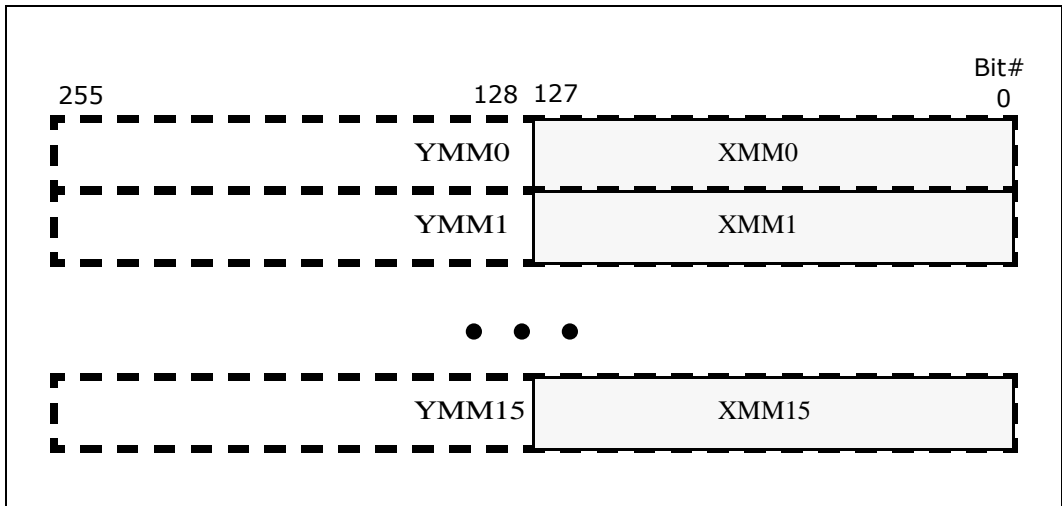 Bit#
255 128 127 0
YMM0 XMM0
YMM1 XMM1
• • •
YMM15 XMM15